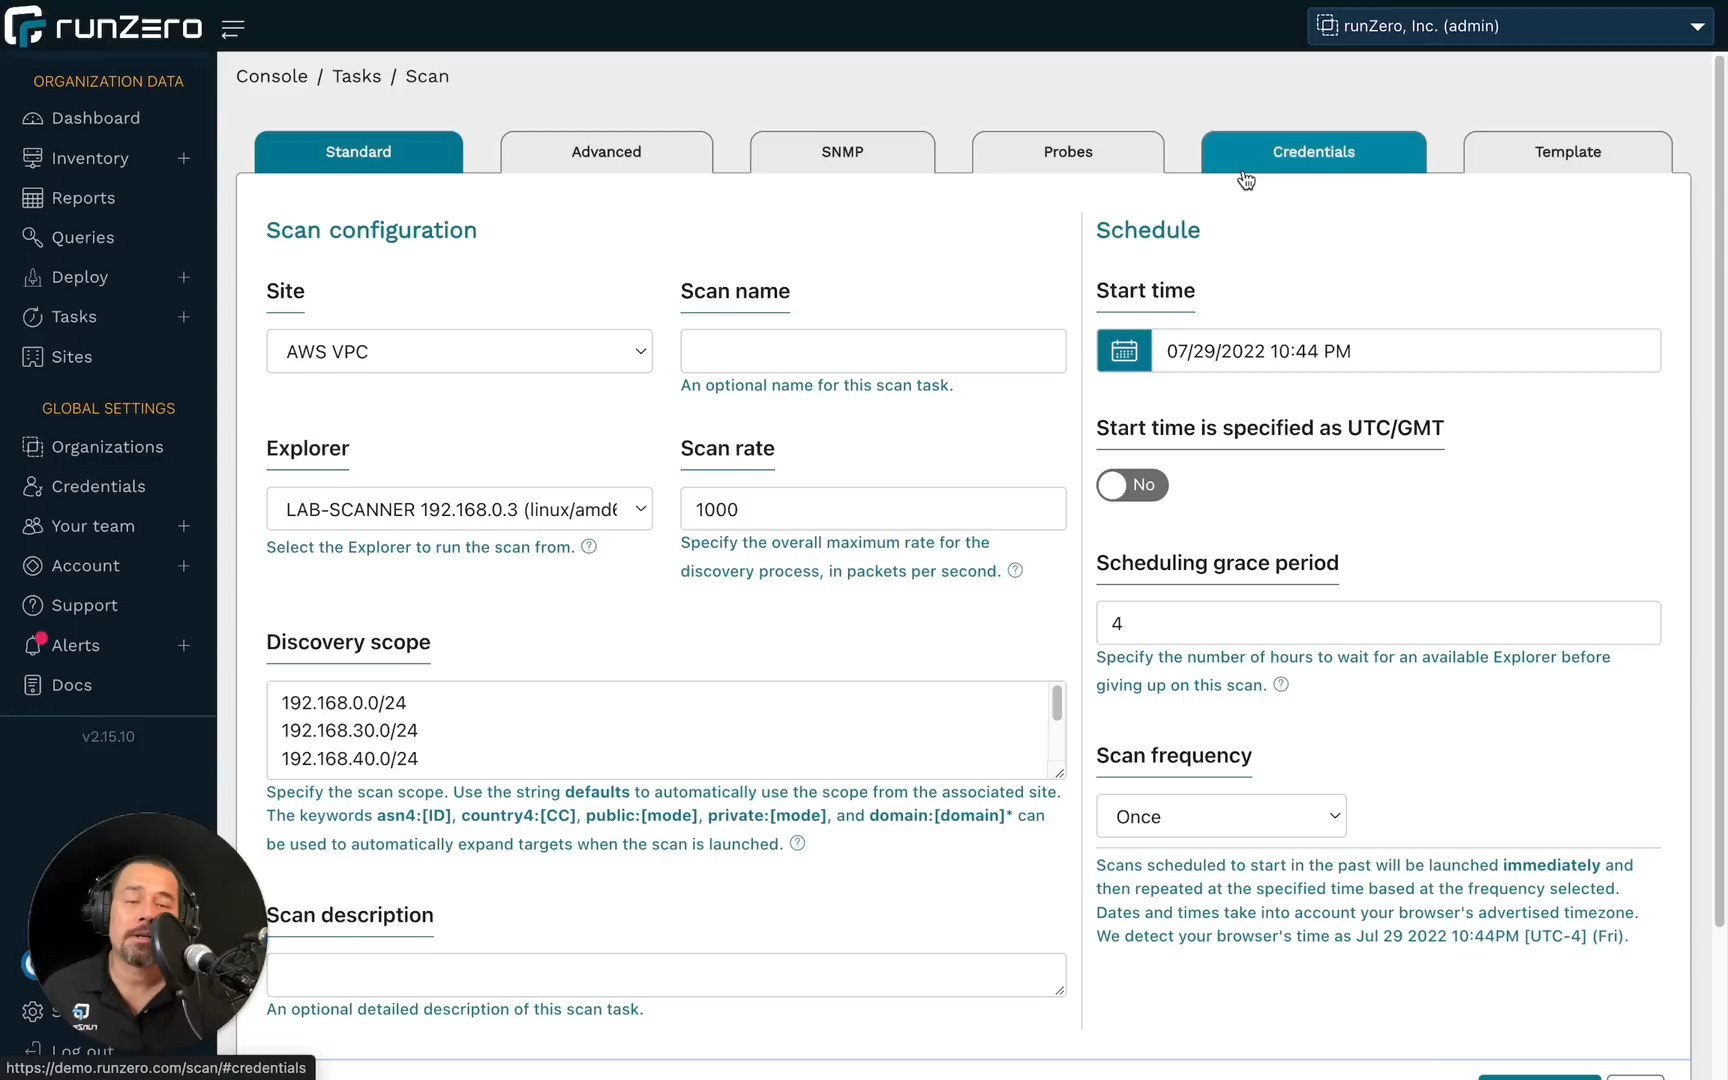 runZero
runZero, Inc. (admin)
ORGANIZATION DATA
Dashboard
Inventory
Reports
Queries
Deploy
Tasks
Sites
GLOBAL SETTINGS
Organizations
Credentials
Your team
Account
Support
Alerts
Docs
v2.15.10
Log out
https://demo.runzero.com/scan/#credentials
Console / Tasks / Scan
Standard
Advanced
SNMP
Probes
Credentials
Template
Scan configuration
Site
AWS VPC
Scan name
An optional name for this scan task.
Explorer
LAB-SCANNER 192.168.0.3 (linux/amd6
Select the Explorer to run the scan from.
Scan rate
1000
Specify the overall maximum rate for the
discovery process, in packets per second.
Discovery scope
192.168.0.0/24
192.168.30.0/24
192.168.40.0/24
Specify the scan scope. Use the string defaults to automatically use the scope from the associated site.
The keywords asn4:[ID], country4:[CC], public:[mode], private:[mode], and domain:[domain]* can
be used to automatically expand targets when the scan is launched.
Scan description
An optional detailed description of this scan task.
Schedule
Start time
07/29/2022 10:44 PM
Start time is specified as UTC/GMT
No
Scheduling grace period
4
Specify the number of hours to wait for an available Explorer before
giving up on this scan.
Scan frequency
Once
Scans scheduled to start in the past will be launched immediately and
then repeated at the specified time based at the frequency selected.
Dates and times take into account your browser's advertised timezone.
We detect your browser's time as Jul 29 2022 10:44PM [UTC-4] (Fri).